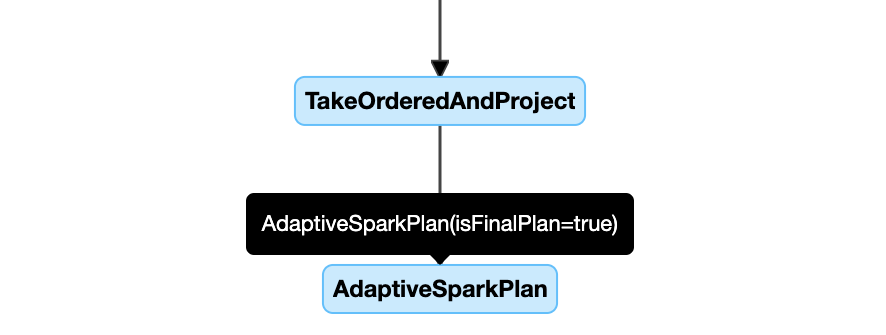 TakeOrderedAndProject
AdaptiveSparkPlan(isFinalPlan=true)
AdaptiveSparkPlan